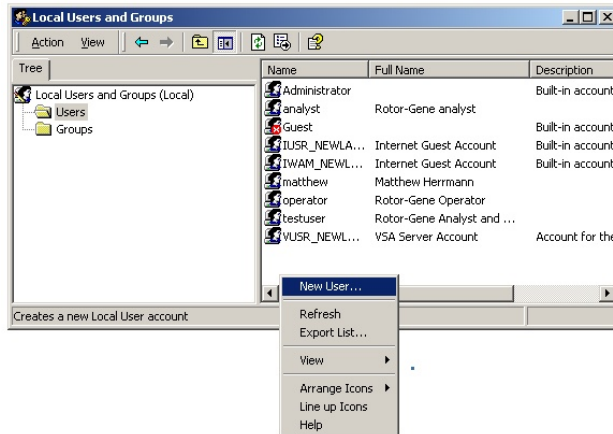 Local Users and Groups
Action View
Tree
Name Full Name Description
Local Users and Groups (Local)
Users
Groups
Administrator Built-in account
analyst Rotor-Gene analyst
Guest Built-in account
IUSR_NEWLA... Internet Guest Account Built-in account
IWAM_NEWL... Internet Guest Account Built-in account
matthew Matthew Herrmann
operator Rotor-Gene Operator
testuser Rotor-Gene Analyst and ...
VUSR_NEWL... VSA Server Account Account for the
Creates a new Local User account
New User...
Refresh
Export List...
View
Arrange Icons
Line up Icons
Help